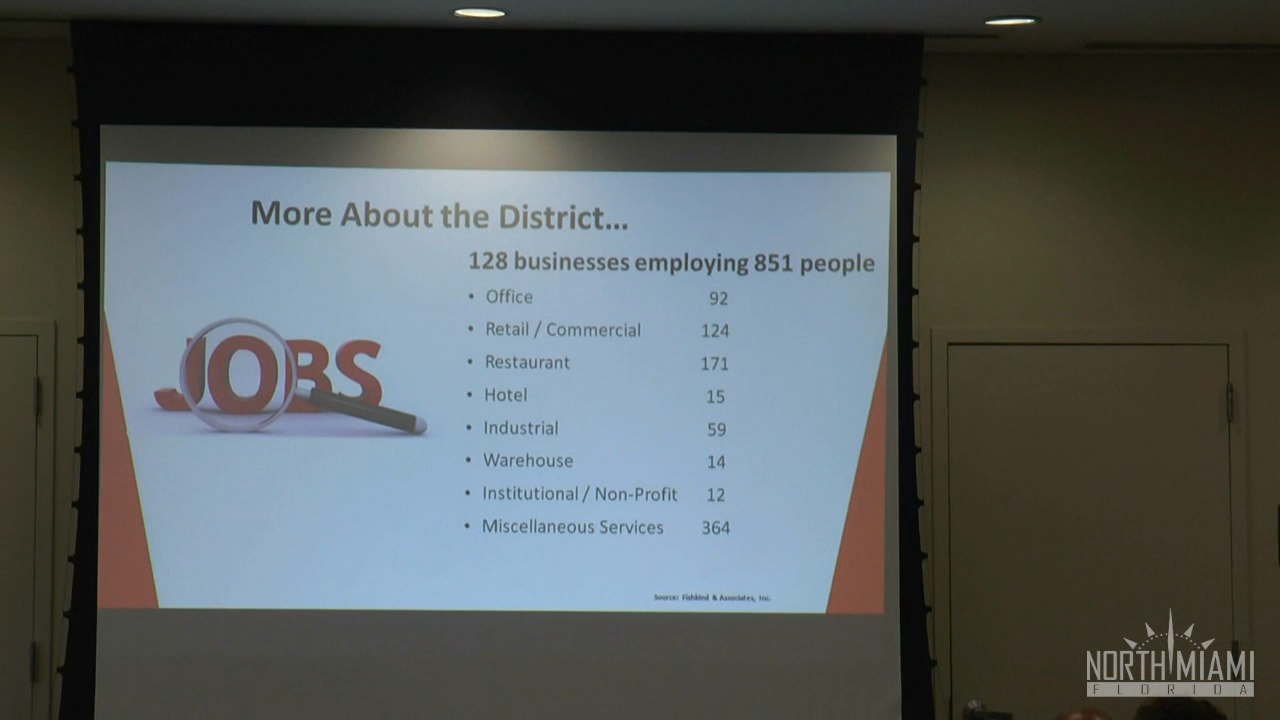 More About the District...
128 businesses employing 851 people
• Office 92
• Retail / Commercial 124
• Restaurant 171
• Hotel 15
• Industrial 59
• Warehouse 14
• Institutional / Non-Profit 12
• Miscellaneous Services 364
JOBS
Source: Fishkind & Associates, Inc.
NORTH MIAMI
FLORIDA